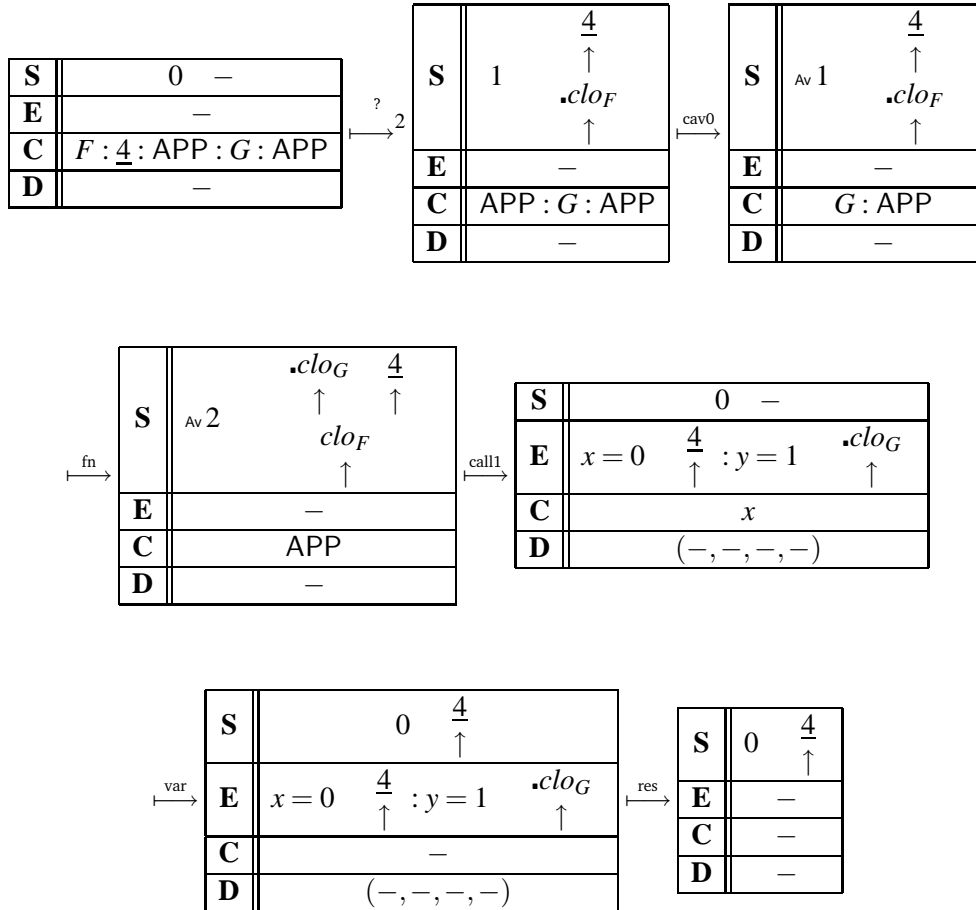 S 0 –
E –
C F : 4 : APP : G : APP
D –
?
⟼ 2
S 1 4
↑
▪clo_F
↑
E –
C APP : G : APP
D –
cav0
⟼
S Av 1 4
↑
▪clo_F
↑
E –
C G : APP
D –
fn
⟼
S Av 2 ▪clo_G 4
↑ ↑
clo_F
↑
E –
C APP
D –
call1
⟼
S 0 –
E x = 0 4 : y = 1 ▪clo_G
↑ ↑
C x
D (–, –, –, –)
var
⟼
S 0 4
↑
E x = 0 4 : y = 1 ▪clo_G
↑ ↑
C –
D (–, –, –, –)
res
⟼
S 0 4
↑
E –
C –
D –